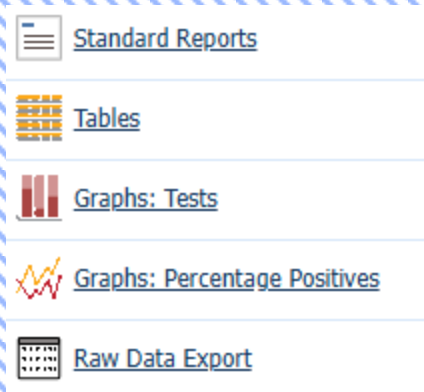 Standard Reports
Tables
Graphs: Tests
Graphs: Percentage Positives
Raw Data Export